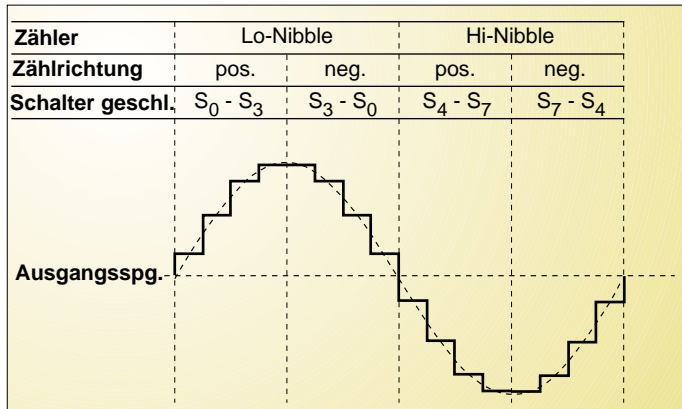 Zähler Lo-Nibble Hi-Nibble
Zählrichtung pos. neg. pos. neg.
Schalter geschl. S0 - S3 S3 - S0 S4 - S7 S7 - S4
Ausgangsspg.